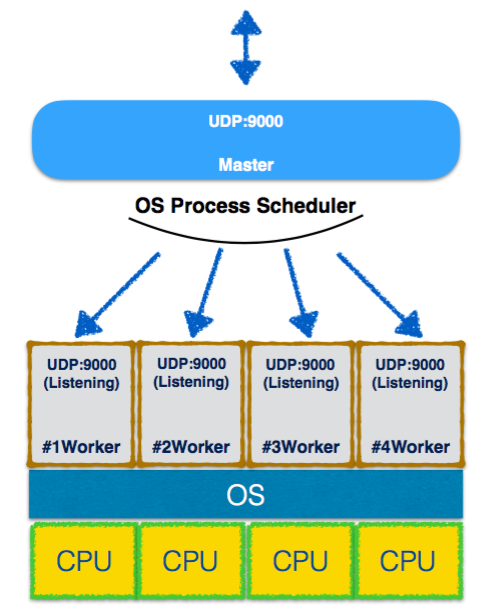 UDP:9000
Master
OS Process Scheduler
UDP:9000 UDP:9000 UDP:9000 UDP:9000
(Listening) (Listening) (Listening) (Listening)
#1Worker #2Worker #3Worker #4Worker
OS
CPU CPU CPU CPU